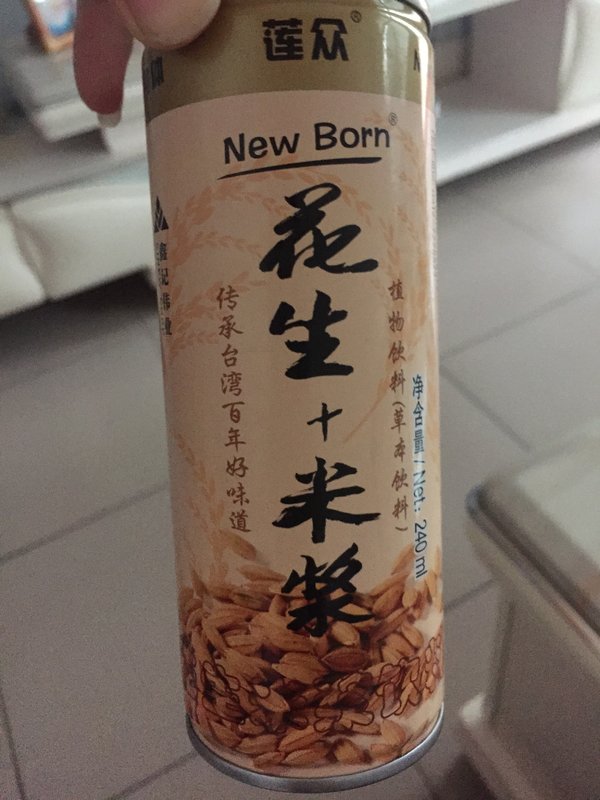 莲众®
New Born®
花生+米浆
传承台湾百年好味道
植物饮料(草本饮料)
净含量/Net: 240ml